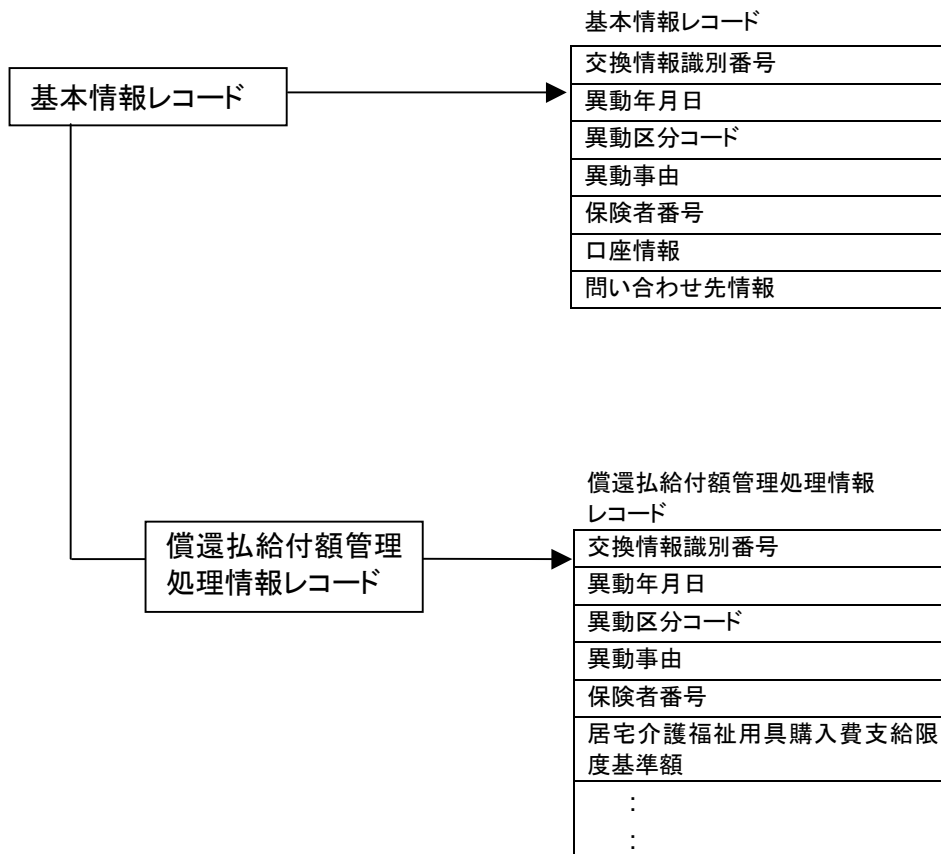 基本情報レコード
基本情報レコード
交換情報識別番号
異動年月日
異動区分コード
異動事由
保険者番号
口座情報
問い合わせ先情報
償還払給付額管理
処理情報レコード
償還払給付額管理処理情報
レコード
交換情報識別番号
異動年月日
異動区分コード
異動事由
保険者番号
居宅介護福祉用具購入費支給限
度基準額
:
: